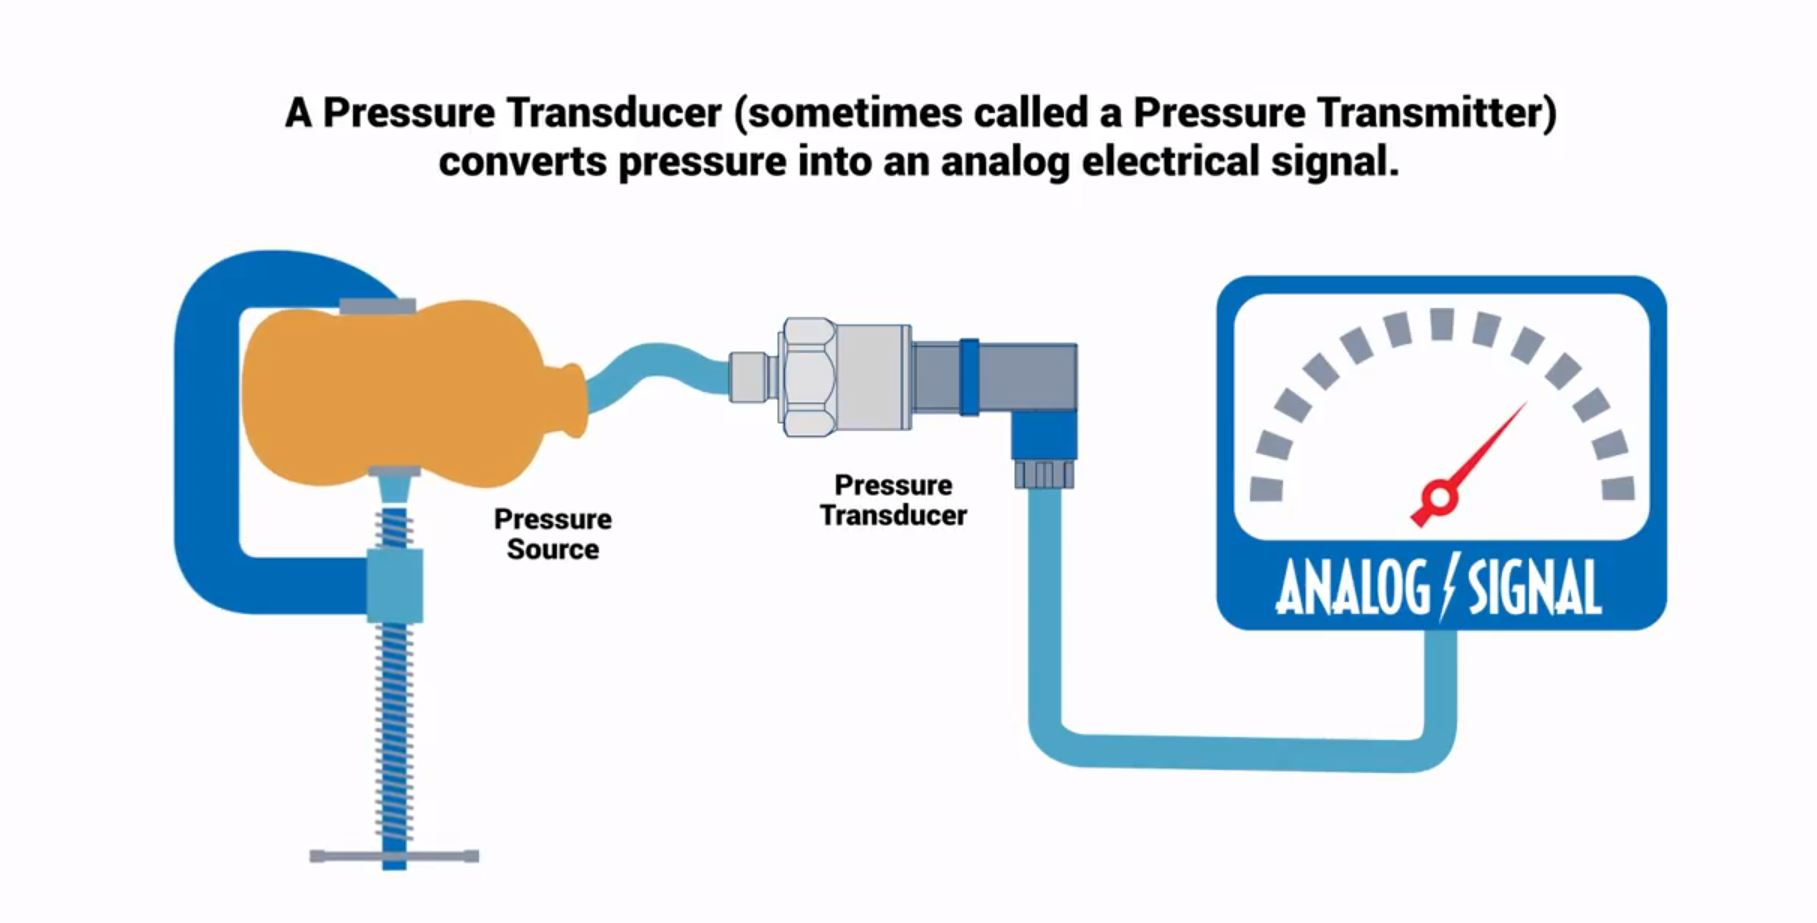 A Pressure Transducer (sometimes called a Pressure Transmitter)
converts pressure into an analog electrical signal.
Pressure
Source
Pressure
Transducer
ANALOG SIGNAL